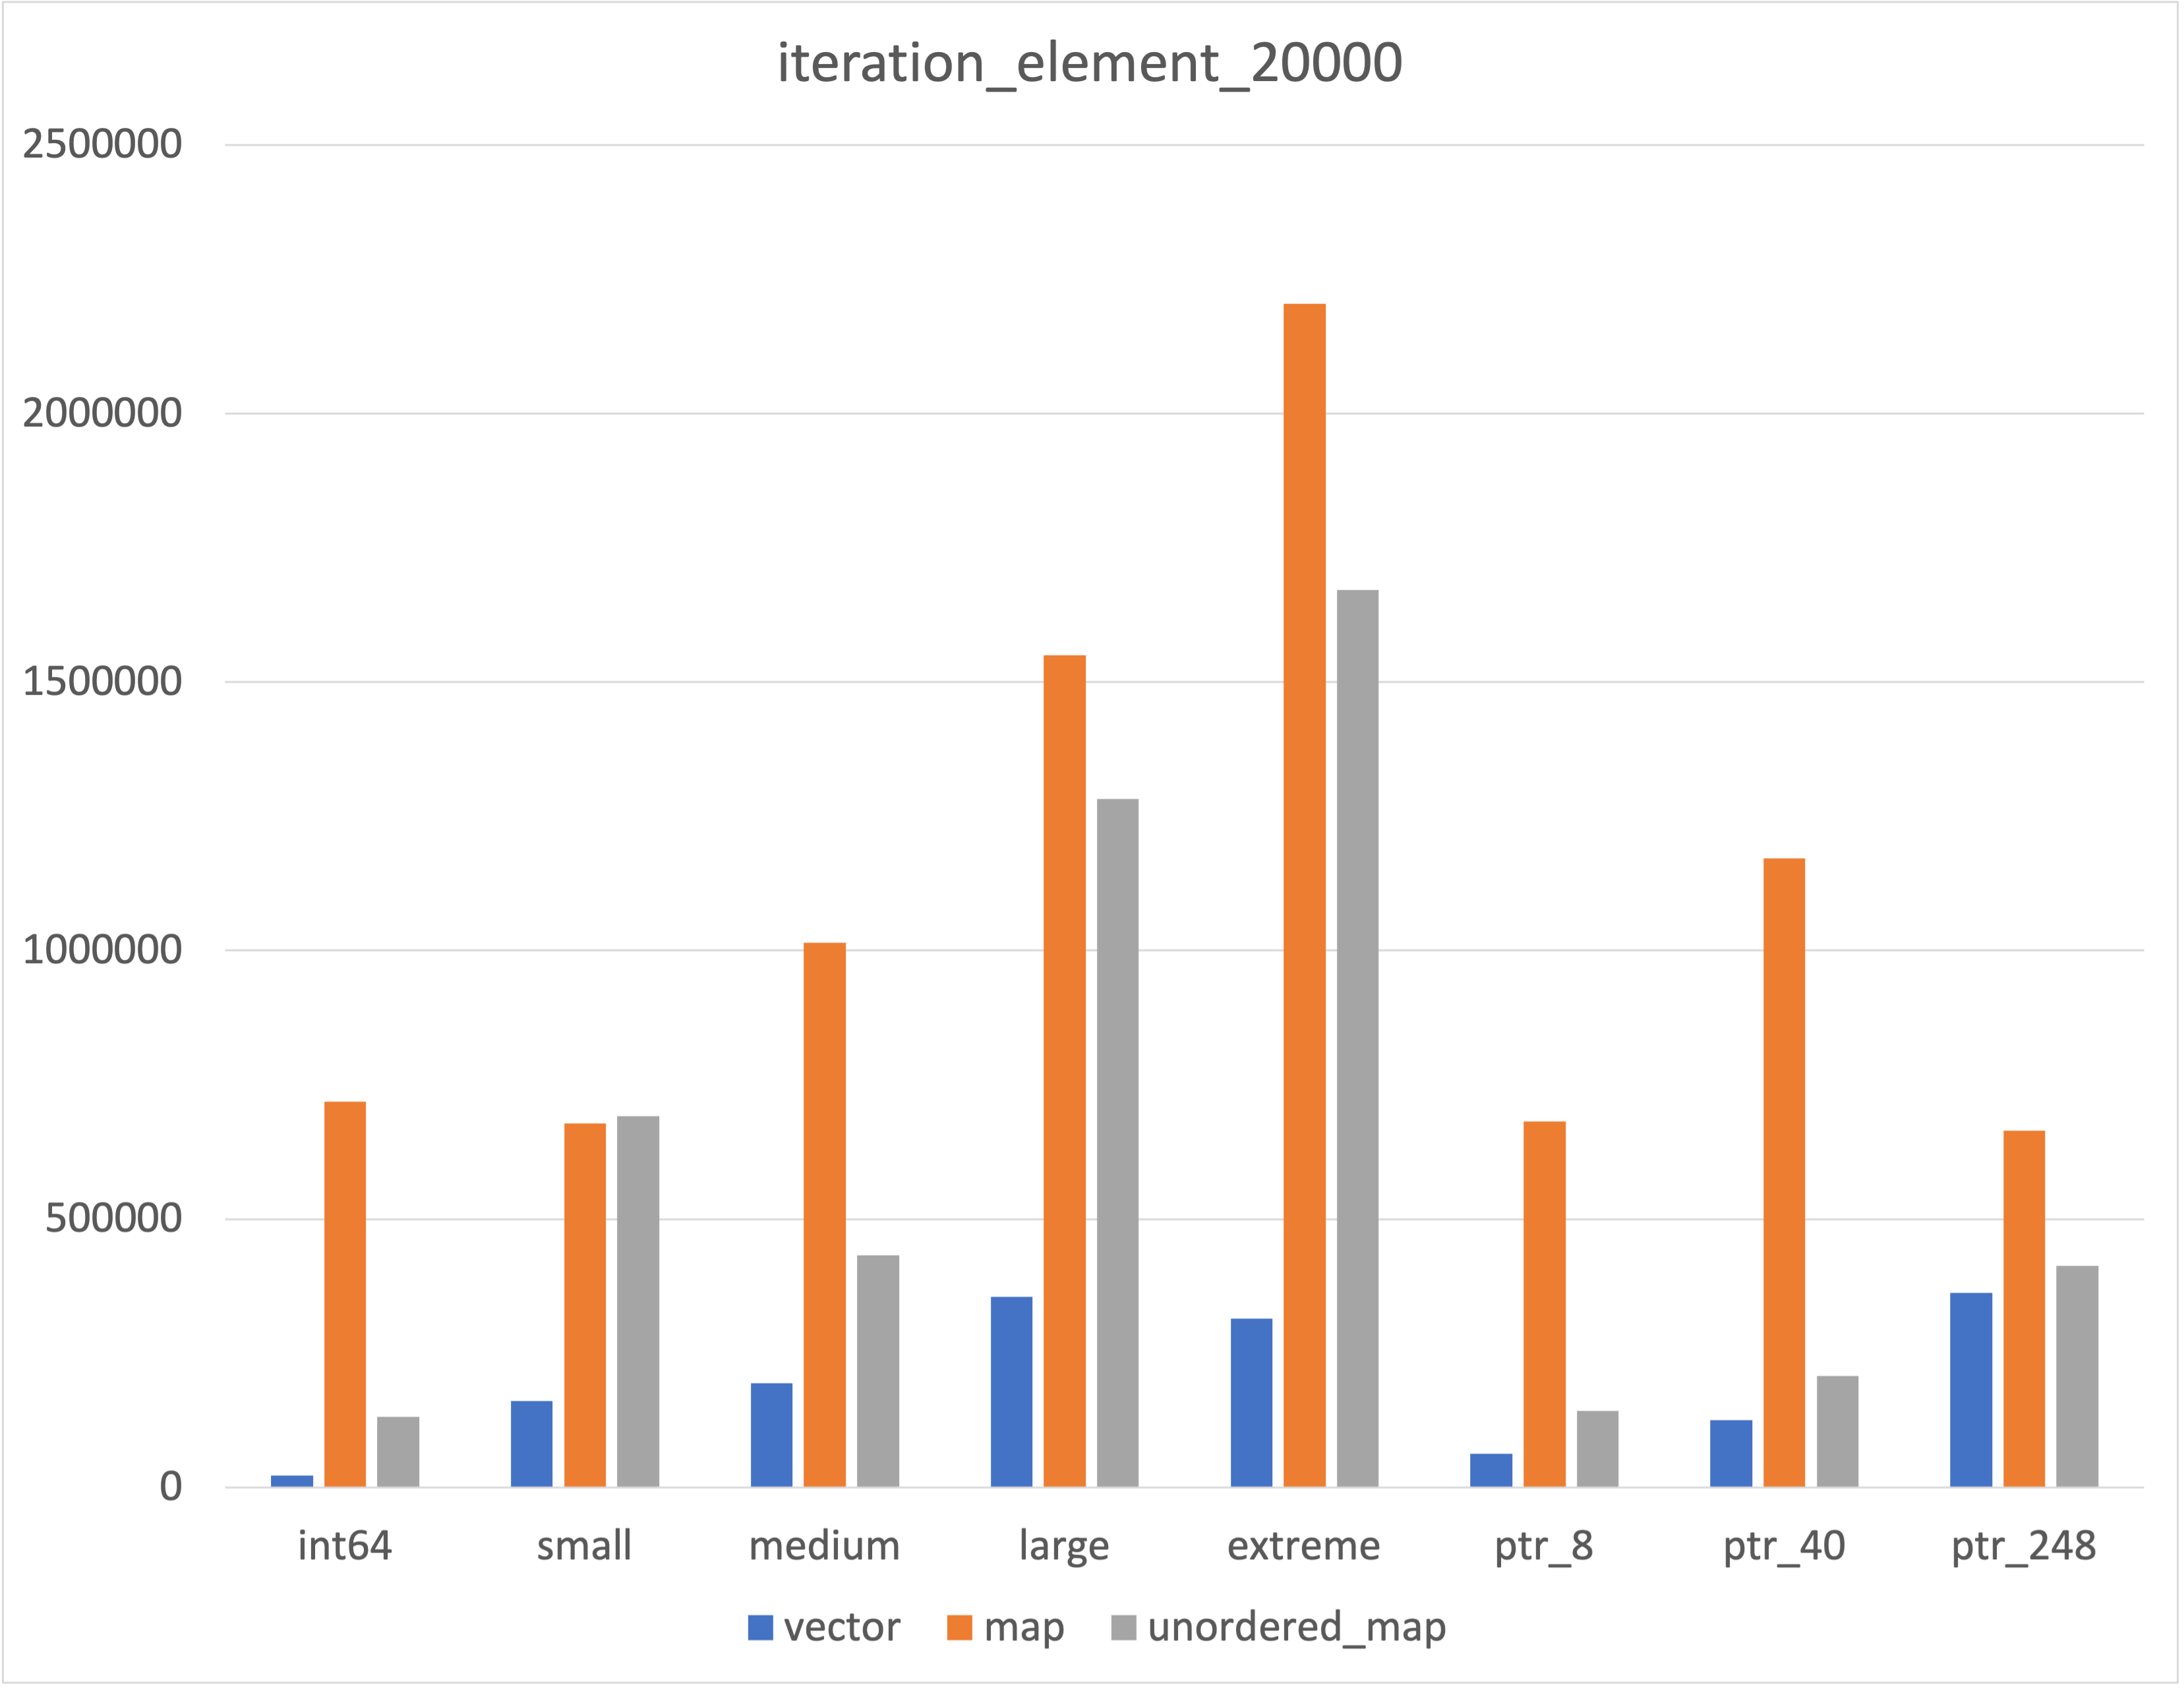 iteration_element_20000
2500000
2000000
1500000
1000000
500000
0
int64 small medium large extreme ptr_8 ptr_40 ptr_248
vector map unordered_map